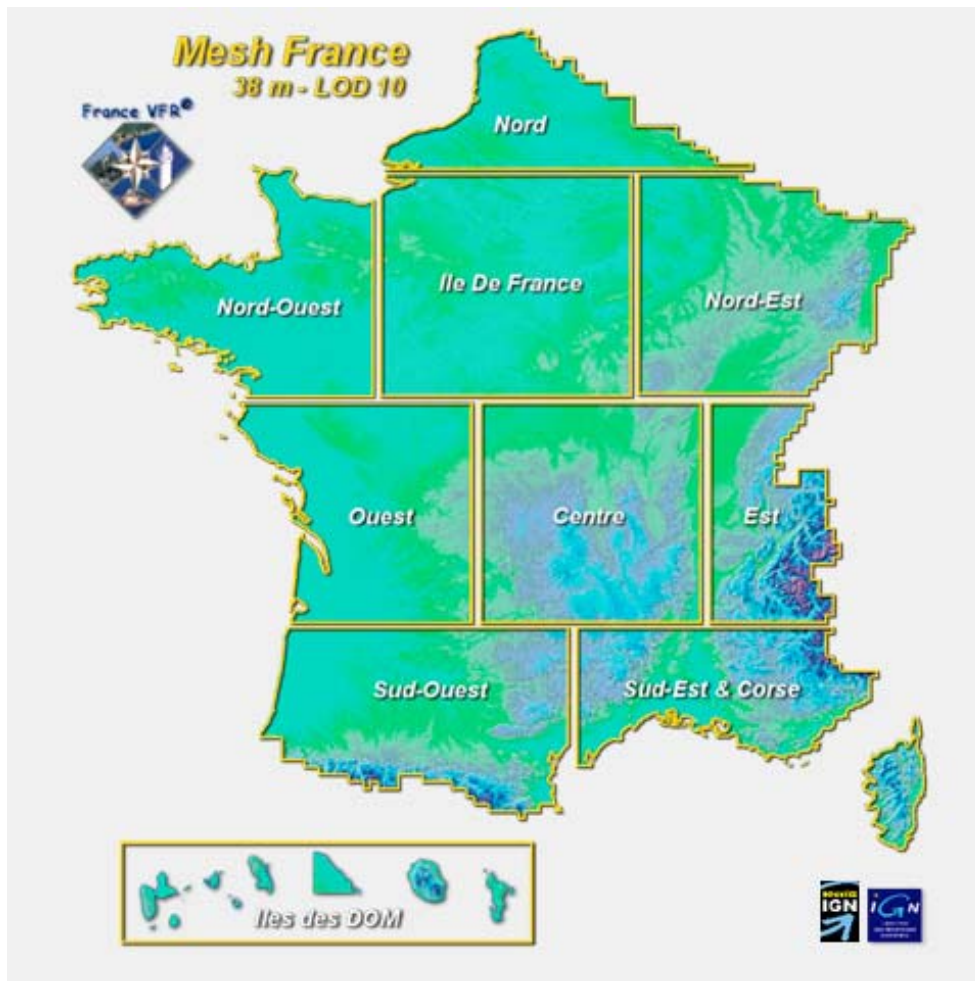 Mesh France
38 m - LOD 10
France VFR®
Nord
Nord-Ouest
Ile De France
Nord-Est
Ouest
Centre
Est
Sud-Ouest
Sud-Est & Corse
Iles des DOM
IGN
iGN